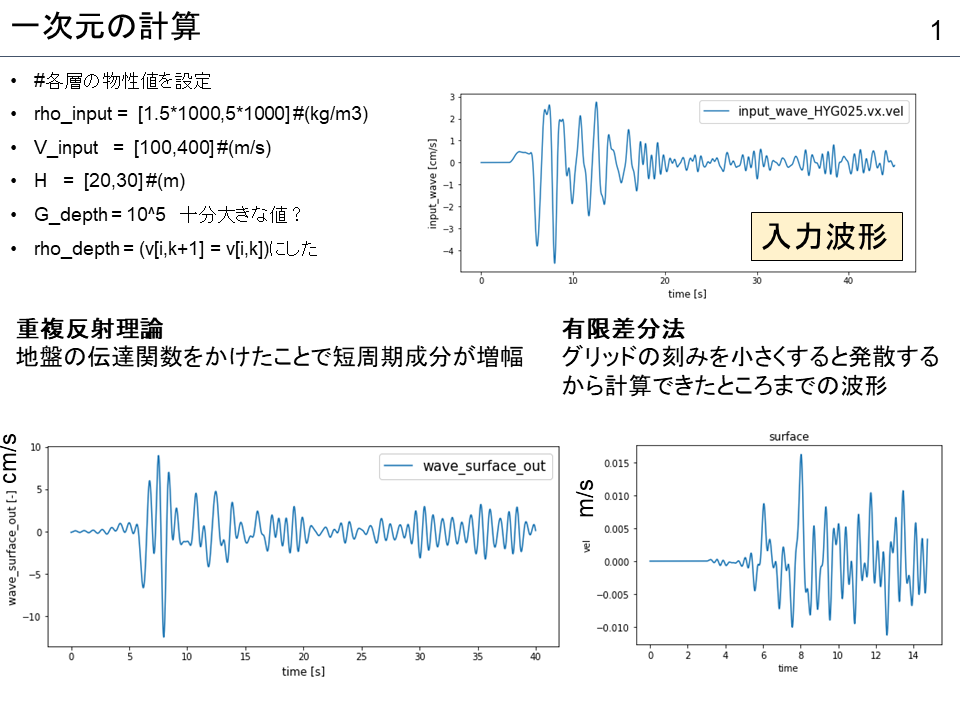 一次元の計算
1
• #各層の物性値を設定
• rho_input = [1.5*1000,5*1000]#(kg/m3)
• V_input = [100,400]#(m/s)
• H = [20,30]#(m)
• G_depth = 10^5 十分大きな値？
• rho_depth = (v[i,k+1] = v[i,k])にした
input_wave_HYG025.vx.vel
input_wave (cm/s)
3
2
1
0
−1
−2
−3
−4
0 10 20 30 40
time [s]
入力波形
重複反射理論
地盤の伝達関数をかけたことで短周期成分が増幅
有限差分法
グリッドの刻みを小さくすると発散する
から計算できたところまでの波形
cm/s
wave_surface_out [-]
wave_surface_out
10
5
0
−5
−10
0 5 10 15 20 25 30 35 40
time [s]
surface
m/s
vel
0.015
0.010
0.005
0.000
−0.005
−0.010
0 2 4 6 8 10 12 14
time